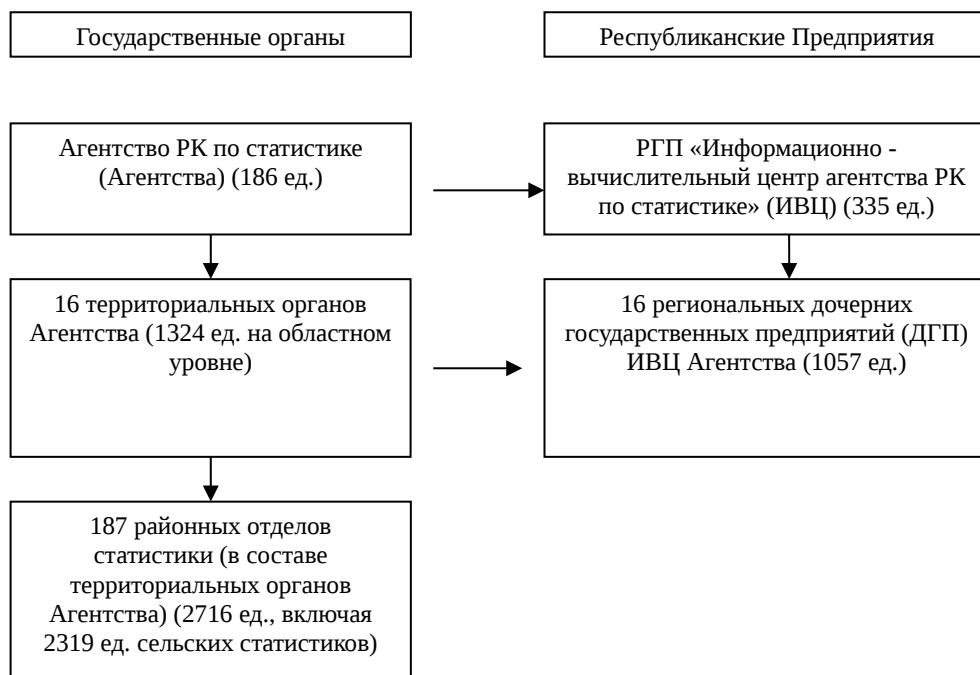 Государственные органы
Республиканские Предприятия
Агентство РК по статистике
(Агентства) (186 ед.)
РГП «Информационно -
вычислительный центр агентства РК
по статистике» (ИВЦ) (335 ед.)
16 территориальных органов
Агентства (1324 ед. на областном
уровне)
16 региональных дочерних
государственных предприятий (ДГП)
ИВЦ Агентства (1057 ед.)
187 районных отделов
статистики (в составе
территориальных органов
Агентства) (2716 ед., включая
2319 ед. сельских статистиков)